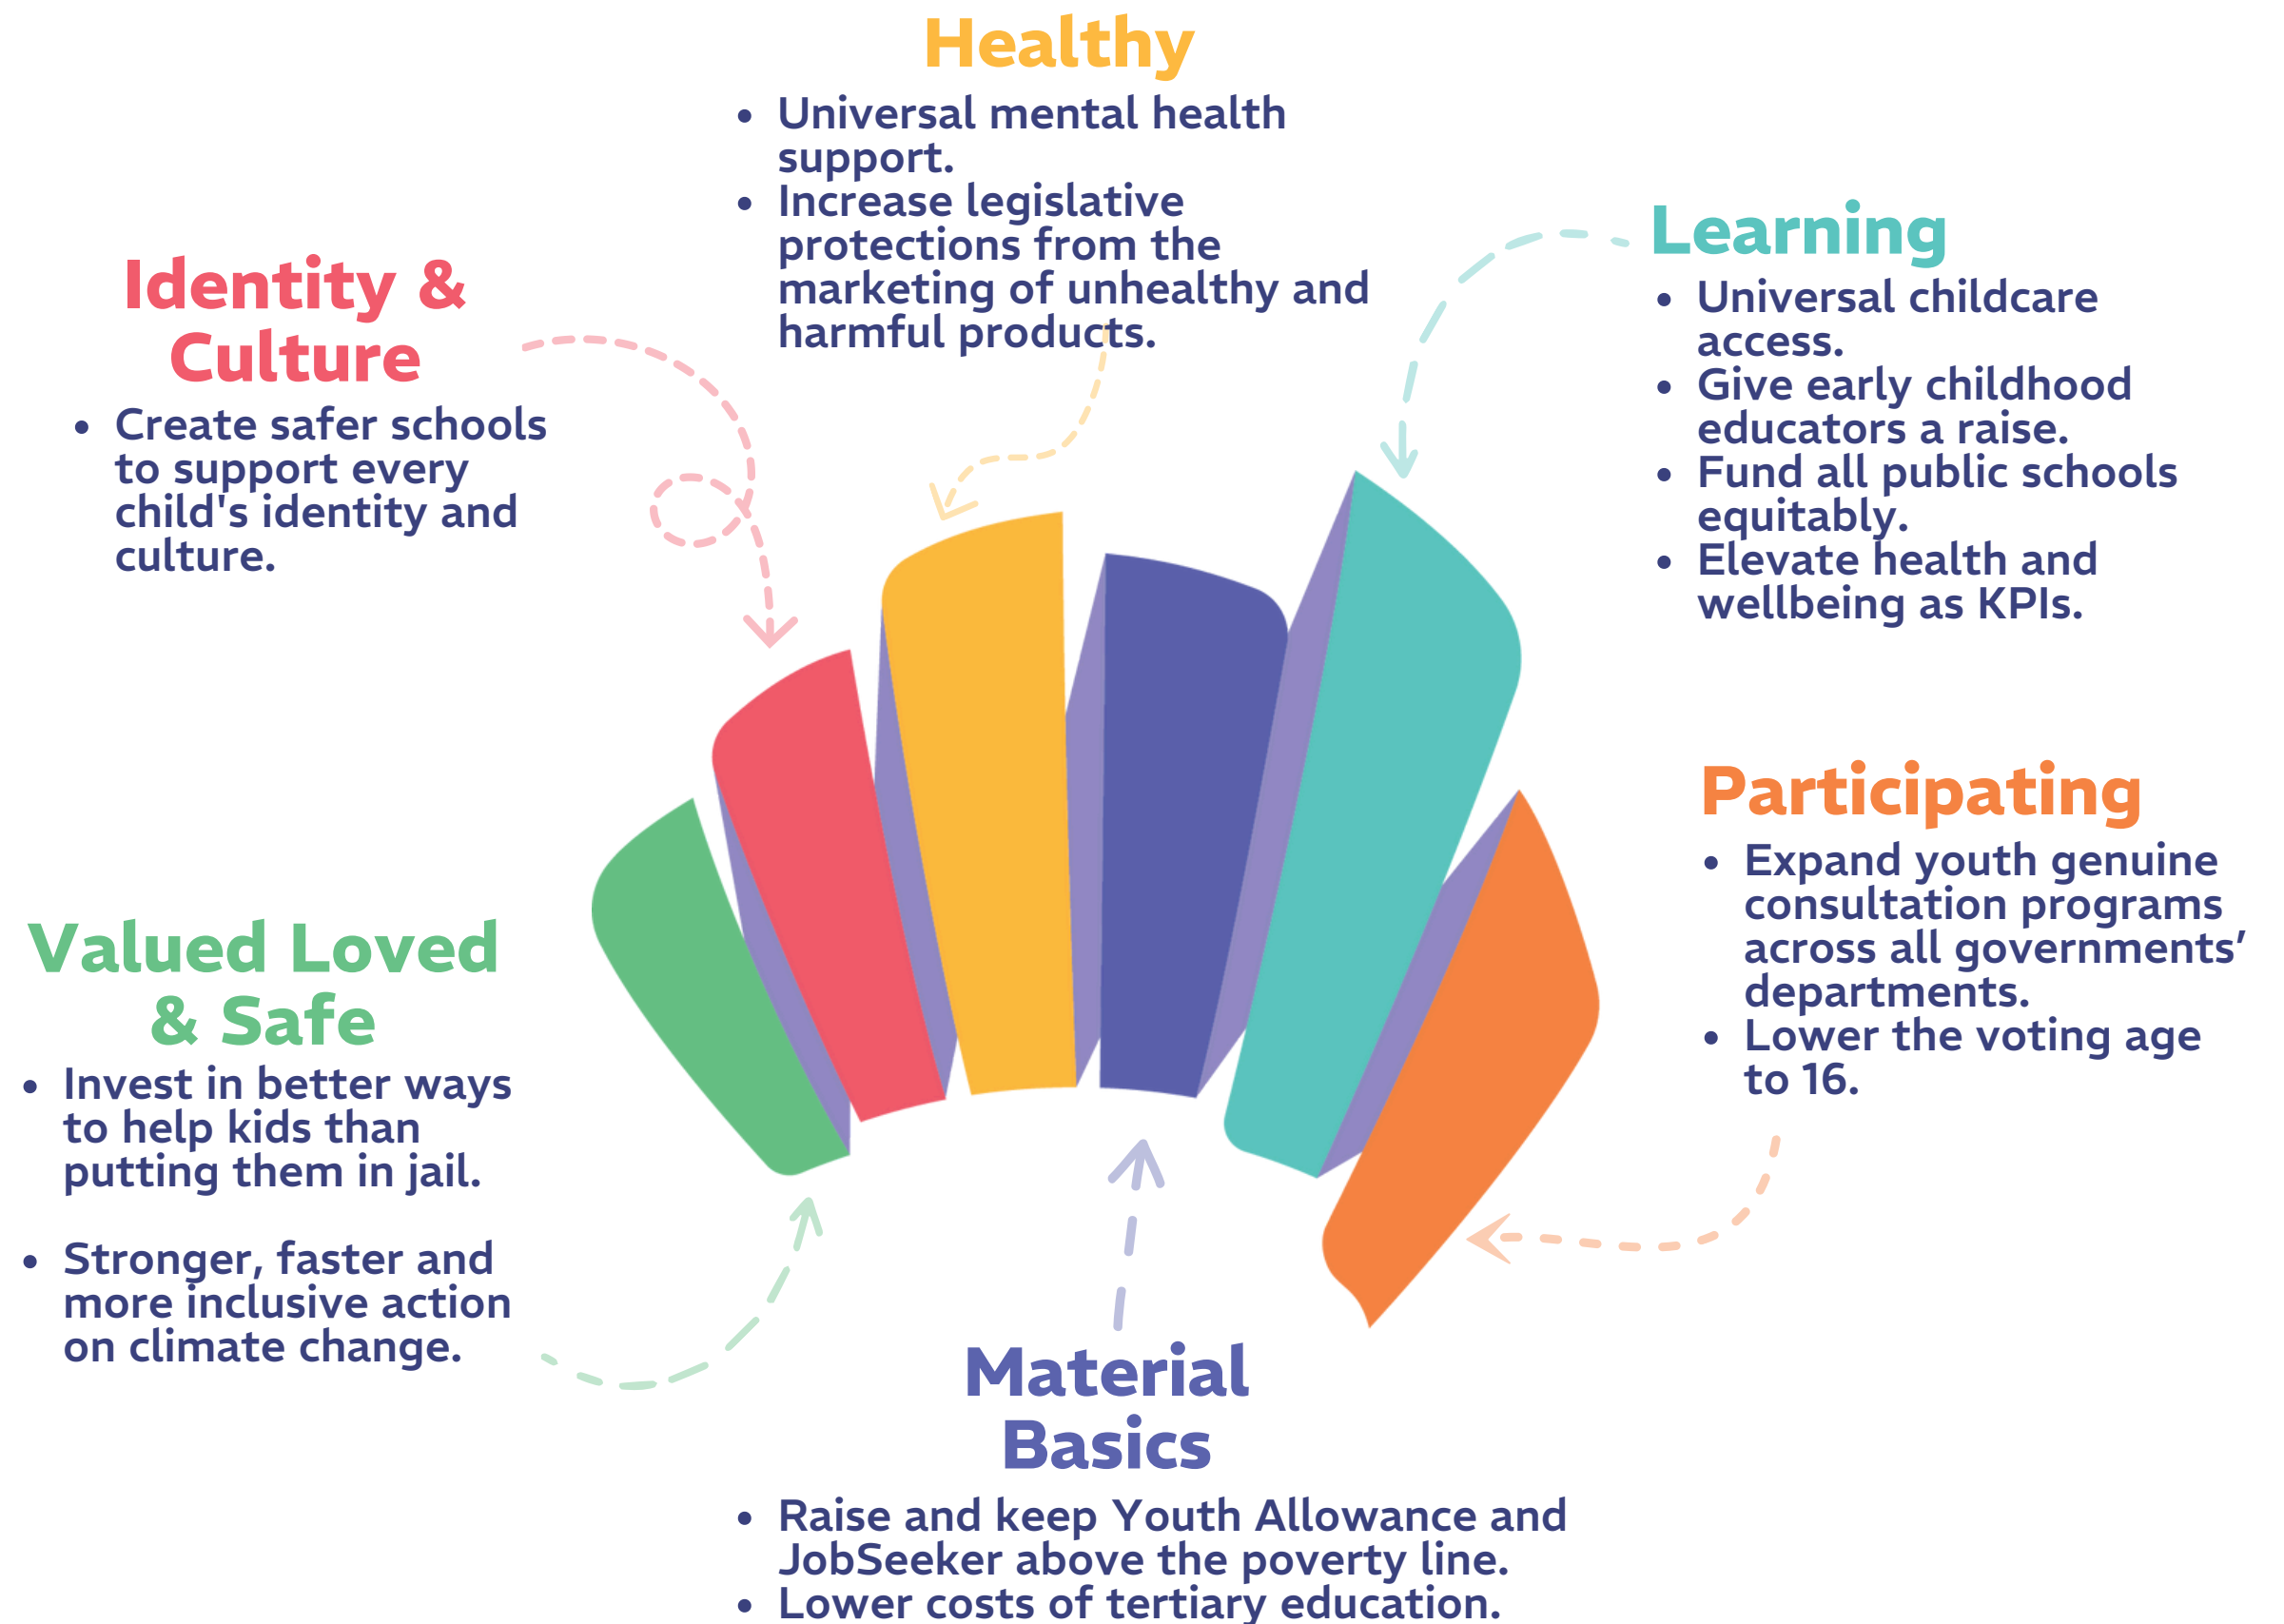 Healthy
• Universal mental health
support.
• Increase legislative
protections from the
marketing of unhealthy and
harmful products.
Identity &
Culture
• Create safer schools
to support every
child's identity and
culture.
Learning
• Universal childcare
access.
• Give early childhood
educators a raise.
• Fund all public schools
equitably.
• Elevate health and
wellbeing as KPIs.
Participating
• Expand youth genuine
consultation programs
across all governments’
departments.
• Lower the voting age
to 16.
Valued Loved
& Safe
• Invest in better ways
to help kids than
putting them in jail.
• Stronger, faster and
more inclusive action
on climate change.
Material
Basics
• Raise and keep Youth Allowance and
JobSeeker above the poverty line.
• Lower costs of tertiary education.